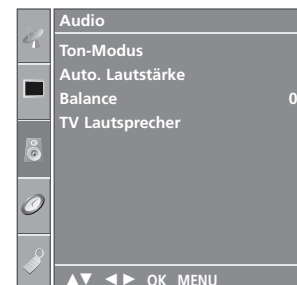 Audio
Ton-Modus
Auto. Lautstärke
Balance 0
TV Lautsprecher
▲▼ ◄► OK MENU